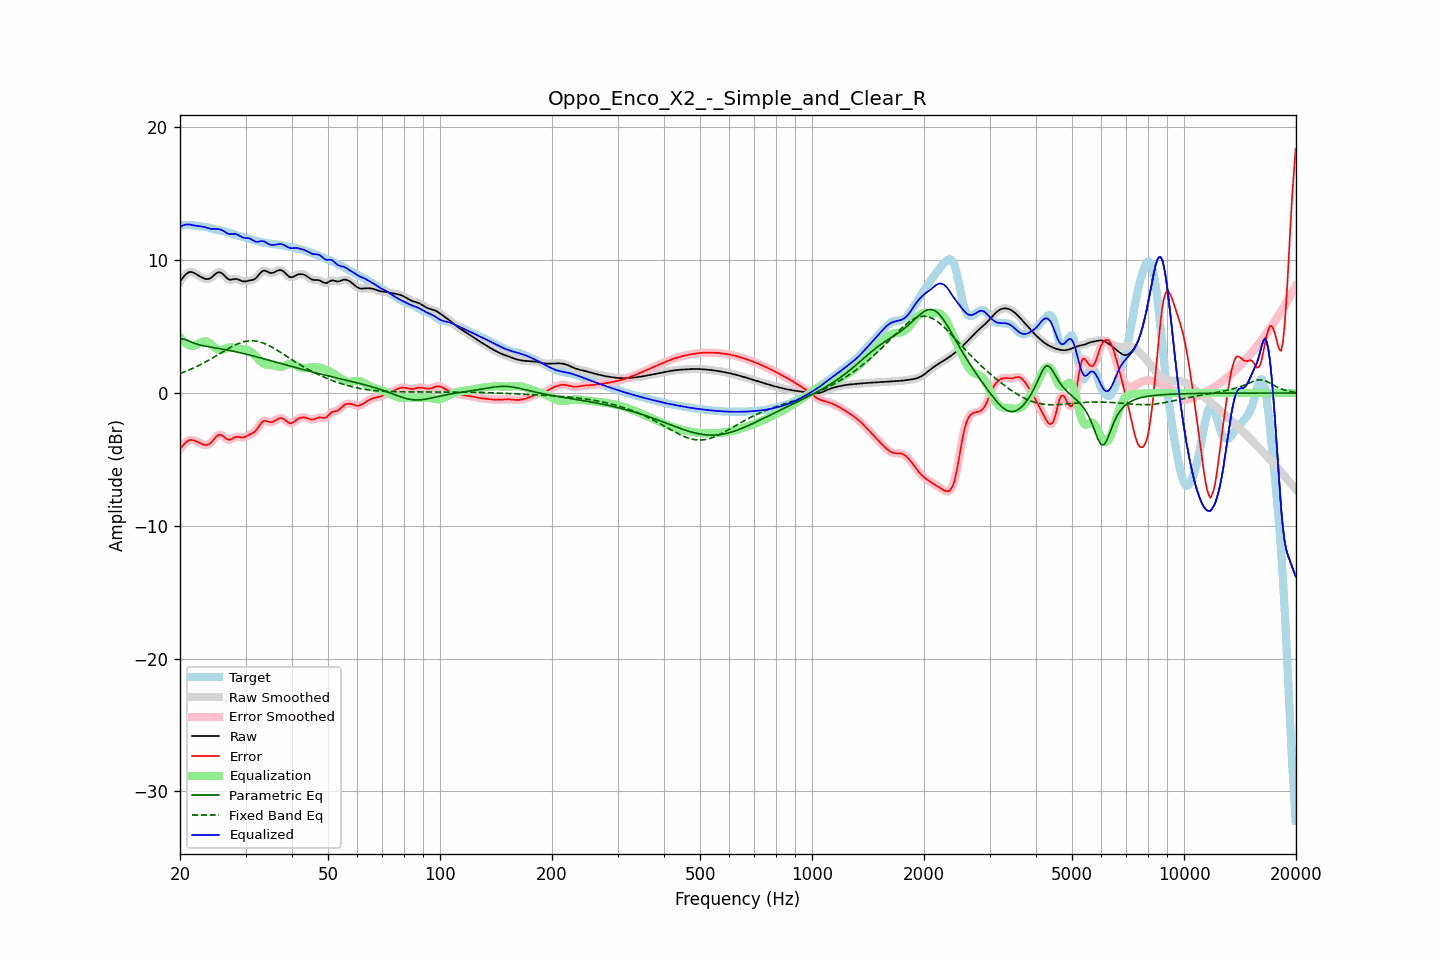 Oppo_Enco_X2_-_Simple_and_Clear_R
20
10
0
−10
−20
−30
Amplitude (dBr)
Target
Raw Smoothed
Error Smoothed
Raw
Error
Equalization
Parametric Eq
Fixed Band Eq
Equalized
20
50
100
200
500
1000
2000
5000
10000
20000
Frequency (Hz)